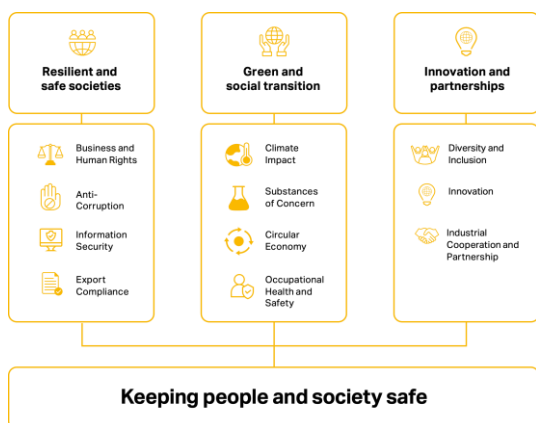 Resilient and
safe societies
Green and
social transition
Innovation and
partnerships
Business and
Human Rights
Anti-
Corruption
Information
Security
Export
Compliance
Climate
Impact
Substances
of Concern
Circular
Economy
Occupational
Health and
Safety
Diversity and
Inclusion
Innovation
Industrial
Cooperation and
Partnership
Keeping people and society safe